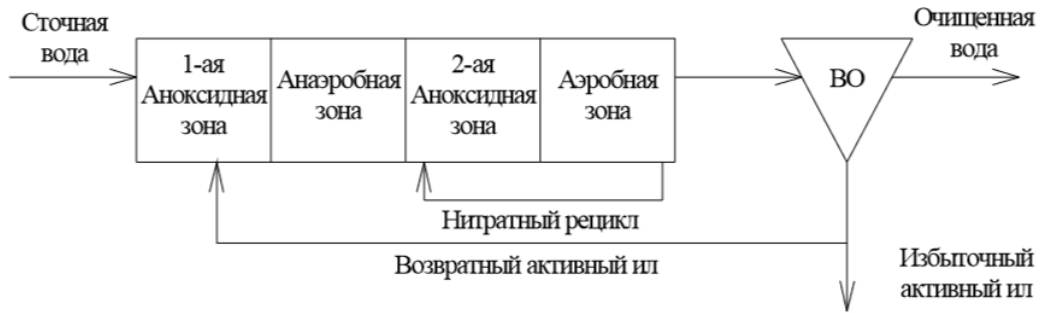 Сточная
вода
1-ая
Аноксидная
зона
Анаэробная
зона
2-ая
Аноксидная
зона
Аэробная
зона
ВО
Очищенная
вода
Нитратный рецикл
Возвратный активный ил
Избыточный
активный ил